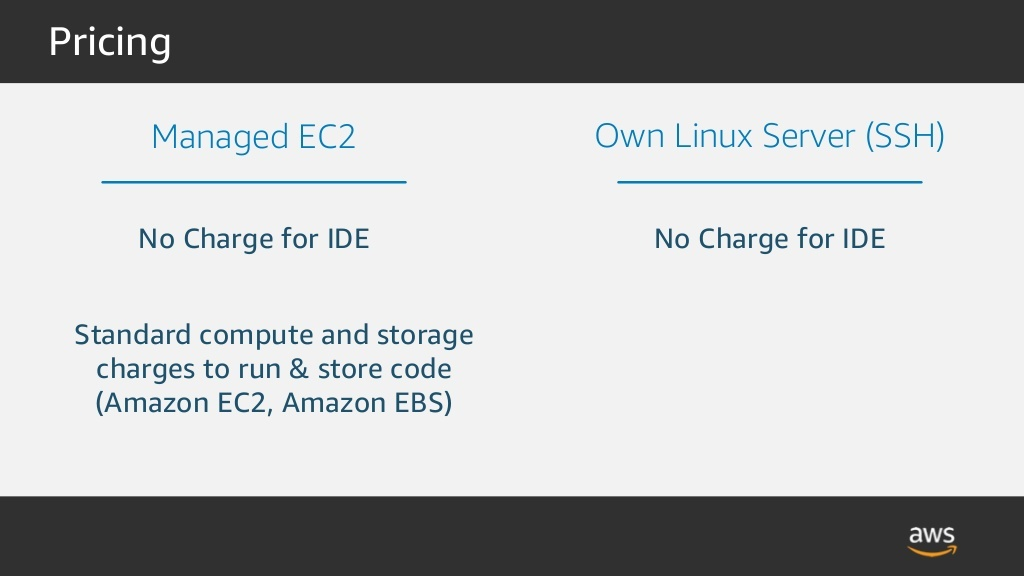 Pricing
Managed EC2
Own Linux Server (SSH)
No Charge for IDE
No Charge for IDE
Standard compute and storage
charges to run & store code
(Amazon EC2, Amazon EBS)
aws